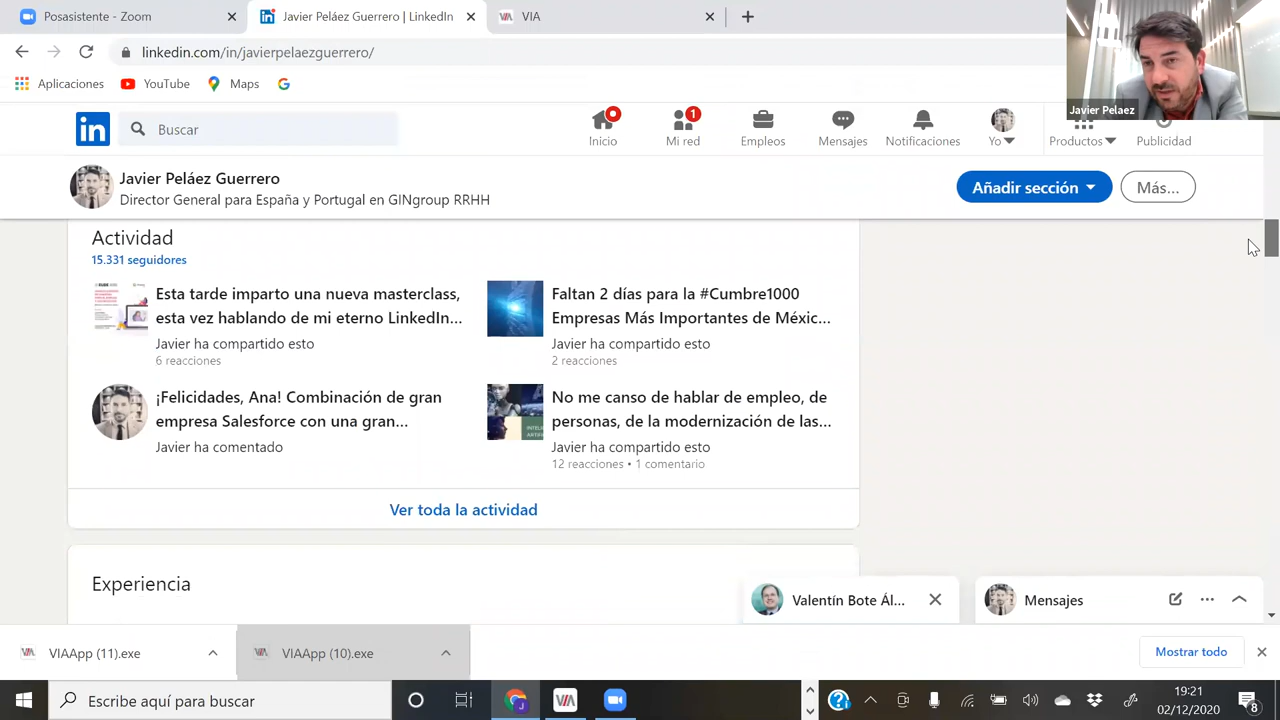 Posasistente - Zoom
Javier Peláez Guerrero | LinkedIn
VIA
linkedin.com/in/javierpelaezguerrero/
Aplicaciones
YouTube
Maps
Javier Pelaez
in
Buscar
Inicio
1
Mi red
Empleos
Mensajes
Notificaciones
Yo
Productos
Publicidad
Javier Peláez Guerrero
Director General para España y Portugal en GINgroup RRHH
Añadir sección
Más...
Actividad
15.331 seguidores
Esta tarde imparto una nueva masterclass,
esta vez hablando de mi eterno LinkedIn...
Javier ha compartido esto
6 reacciones
Faltan 2 días para la #Cumbre1000
Empresas Más Importantes de Méxic...
Javier ha compartido esto
2 reacciones
¡Felicidades, Ana! Combinación de gran
empresa Salesforce con una gran...
Javier ha comentado
No me canso de hablar de empleo, de
personas, de la modernización de las...
Javier ha compartido esto
12 reacciones • 1 comentario
Ver toda la actividad
Experiencia
Valentín Bote Ál...
Mensajes
VIAApp (11).exe
VIAApp (10).exe
Mostrar todo
Escribe aquí para buscar
19:21
02/12/2020
8